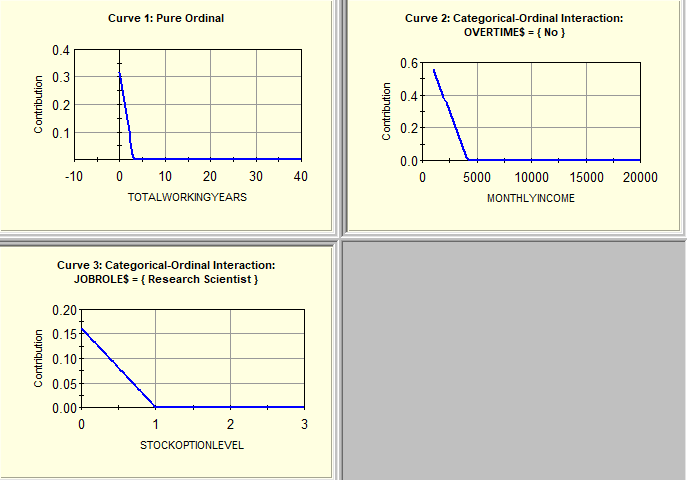 Curve 1: Pure Ordinal
0.4
0.3
0.2
0.1
Contribution
-10 0 10 20 30 40
TOTALWORKINGYEARS
Curve 2: Categorical-Ordinal Interaction:
OVERTIME$ = { No }
0.6
0.4
0.2
0.0
Contribution
0 5000 10000 15000 20000
MONTHLYINCOME
Curve 3: Categorical-Ordinal Interaction:
JOBROLE$ = { Research Scientist }
0.20
0.15
0.10
0.05
0.00
Contribution
0 1 2 3
STOCKOPTIONLEVEL